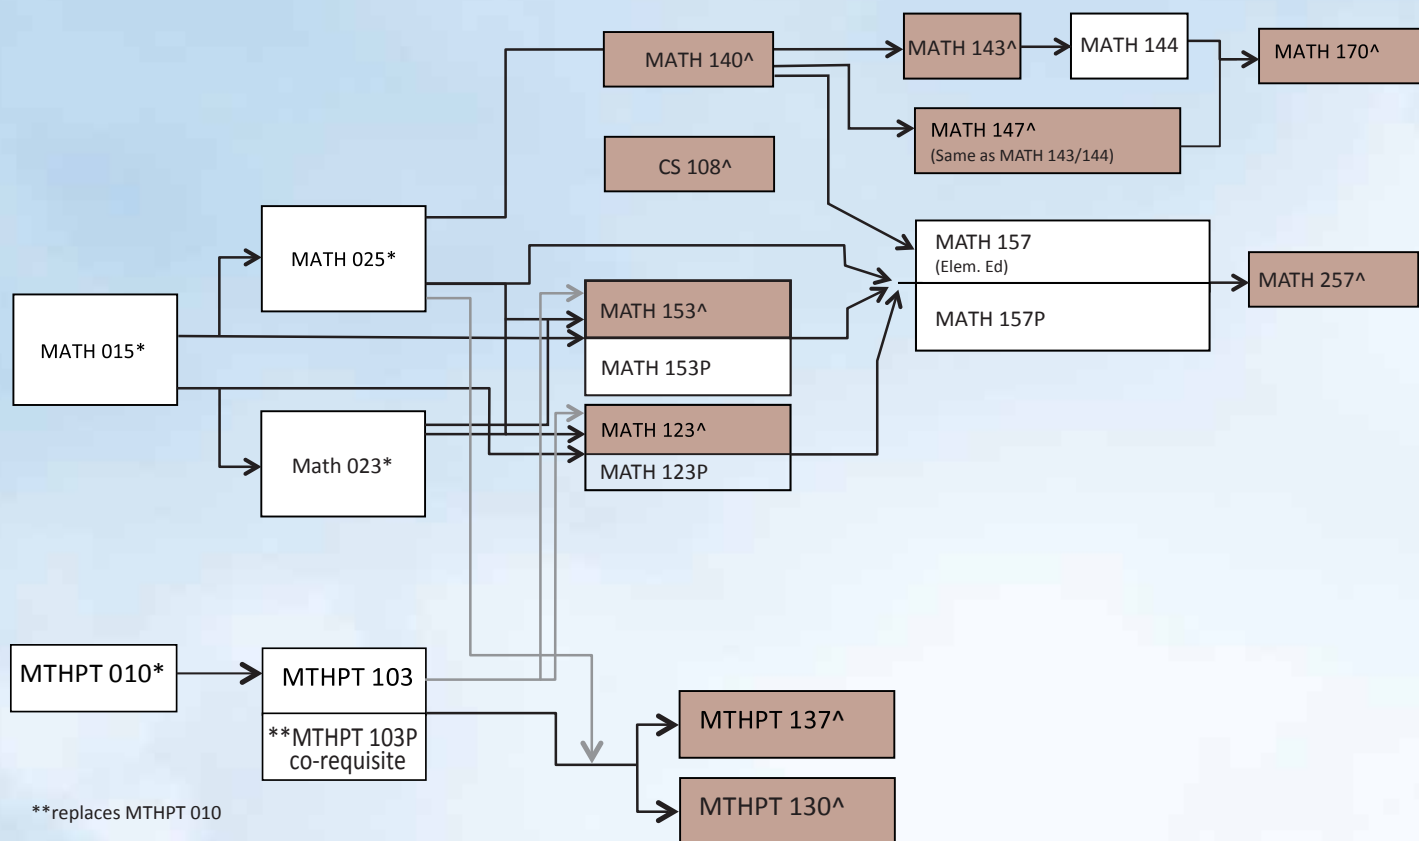 MATH 140^
MATH 143^
MATH 144
MATH 170^
MATH 147^
(Same as MATH 143/144)
CS 108^
MATH 025*
MATH 157
(Elem. Ed)
MATH 157P
MATH 257^
MATH 015*
MATH 153^
MATH 153P
Math 023*
MATH 123^
MATH 123P
MTHPT 010*
MTHPT 103
**MTHPT 103P
co-requisite
MTHPT 137^
MTHPT 130^
**replaces MTHPT 010